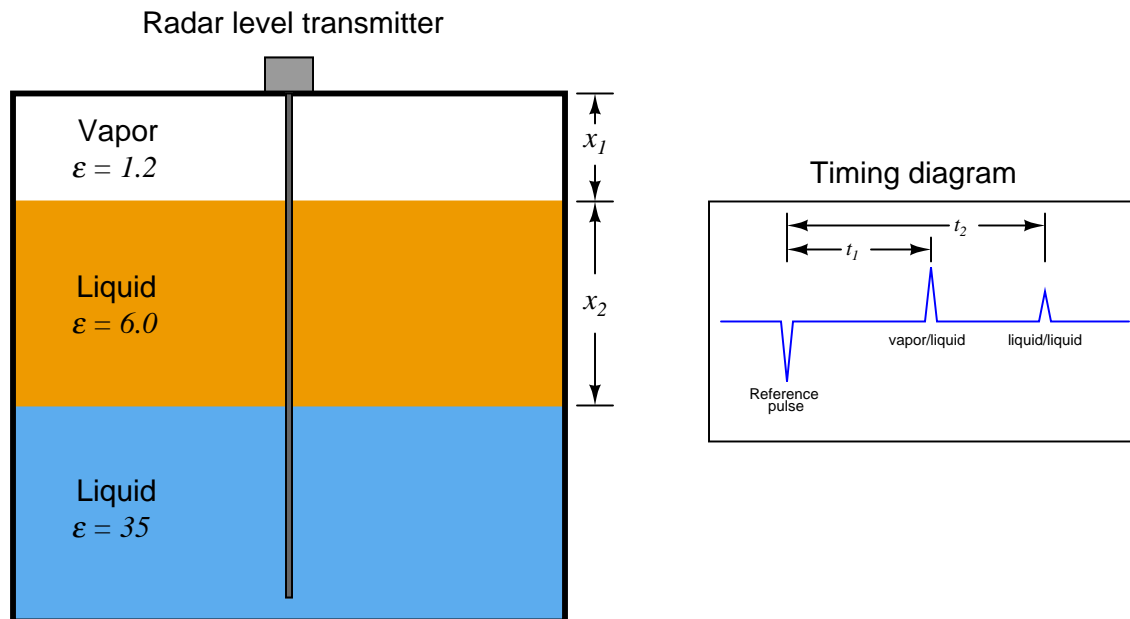 Radar level transmitter
Vapor
ε = 1.2
x1
Liquid
ε = 6.0
x2
Liquid
ε = 35
Timing diagram
t2
t1
vapor/liquid
liquid/liquid
Reference
pulse